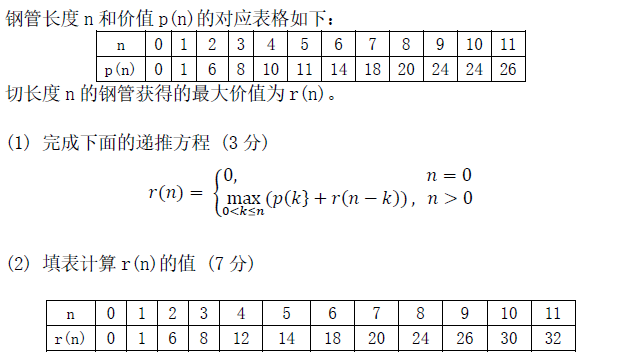 钢管长度 n 和价值 p(n)的对应表格如下：
n 0 1 2 3 4 5 6 7 8 9 10 11
p(n) 0 1 6 8 10 11 14 18 20 24 24 26
切长度 n 的钢管获得的最大价值为 r(n)。
(1) 完成下面的递推方程 (3 分)
r(n) = {0, n = 0
max 0<k≤n (p(k} + r(n − k)), n > 0
(2) 填表计算 r(n)的值 (7 分)
n 0 1 2 3 4 5 6 7 8 9 10 11
r(n) 0 1 6 8 12 14 18 20 24 26 30 32